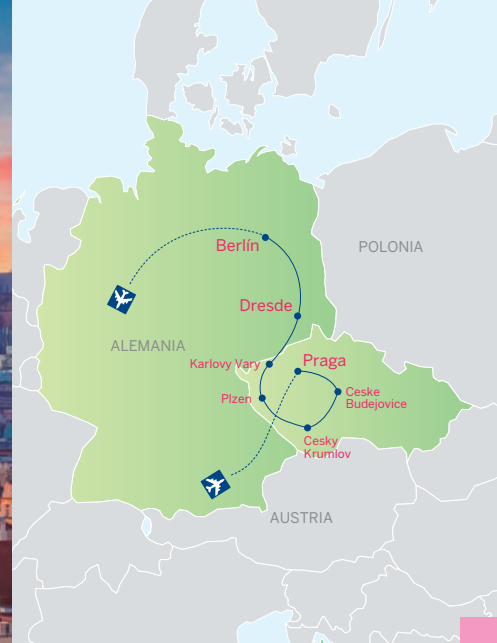 Berlín
POLONIA
Dresde
ALEMANIA
Karlovy Vary
Praga
Plzen
Ceske
Budejovice
Cesky
Krumlov
AUSTRIA